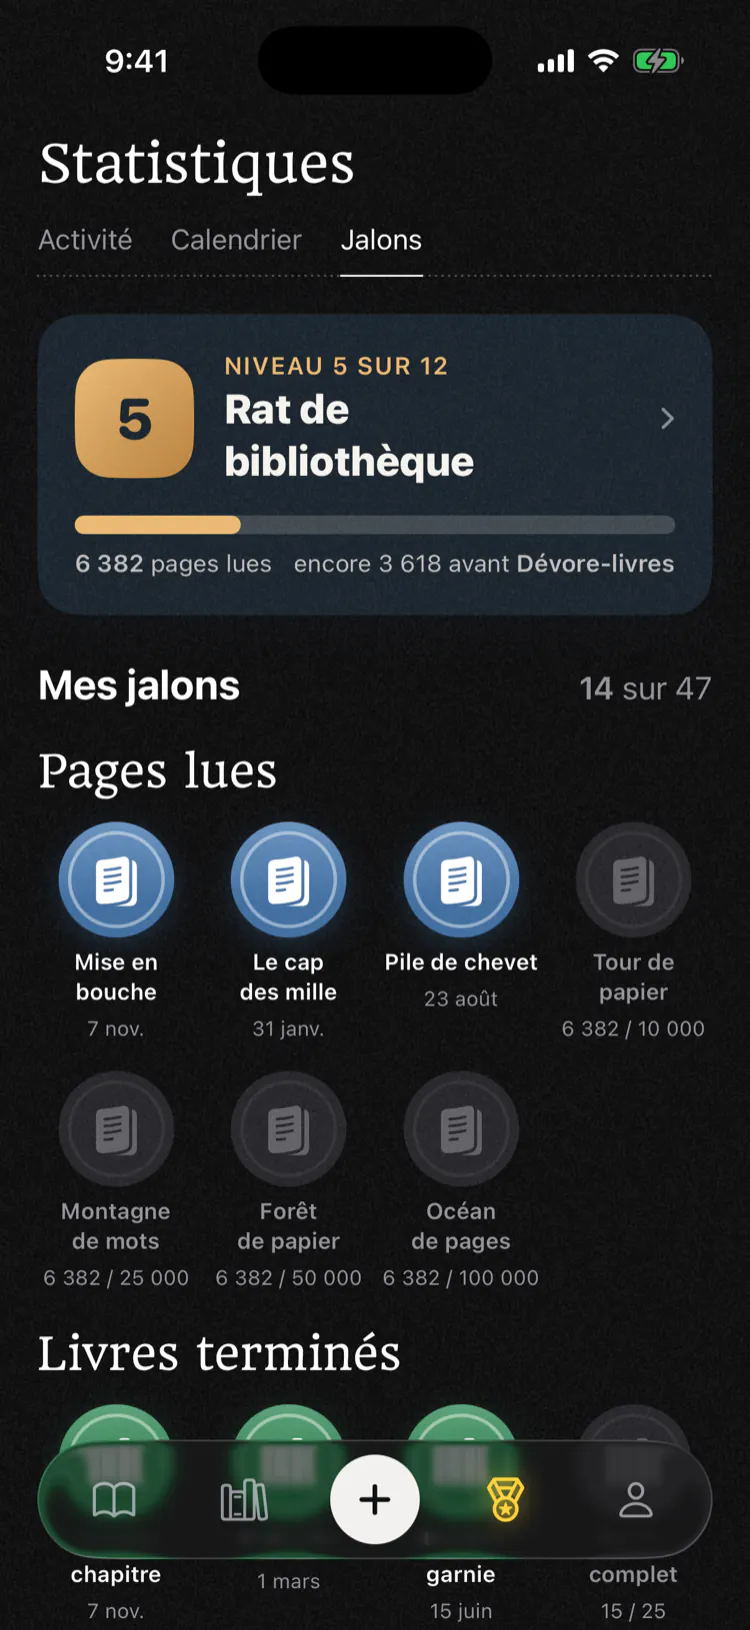 9:41
Statistiques
Activité Calendrier Jalons
5
NIVEAU 5 SUR 12
Rat de
bibliothèque
6 382 pages lues encore 3 618 avant Dévore-livres
Mes jalons 14 sur 47
Pages lues
Mise en
bouche
7 nov.
Le cap
des mille
31 janv.
Pile de chevet
23 août
Tour de
papier
6 382 / 10 000
Montagne
de mots
6 382 / 25 000
Forêt
de papier
6 382 / 50 000
Océan
de pages
6 382 / 100 000
Livres terminés
chapitre
7 nov.
1 mars
garnie
15 juin
complet
15 / 25